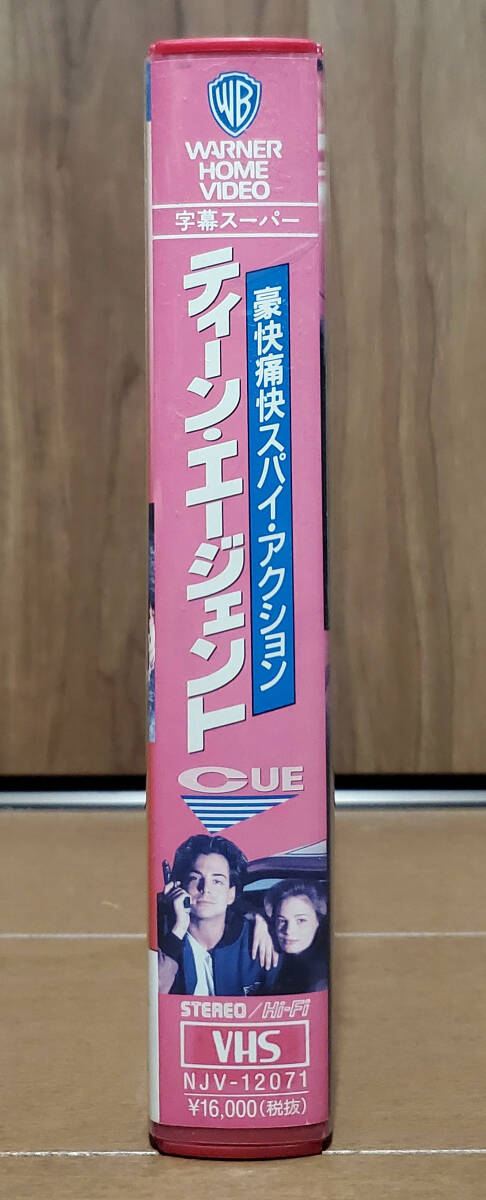 WB
WARNER
HOME
VIDEO
字幕スーパー
豪快痛快スパイ・アクション
ティーン・エージェント
CUE
STEREO/Hi-Fi
VHS
NJV-12071
¥16,000(税抜)